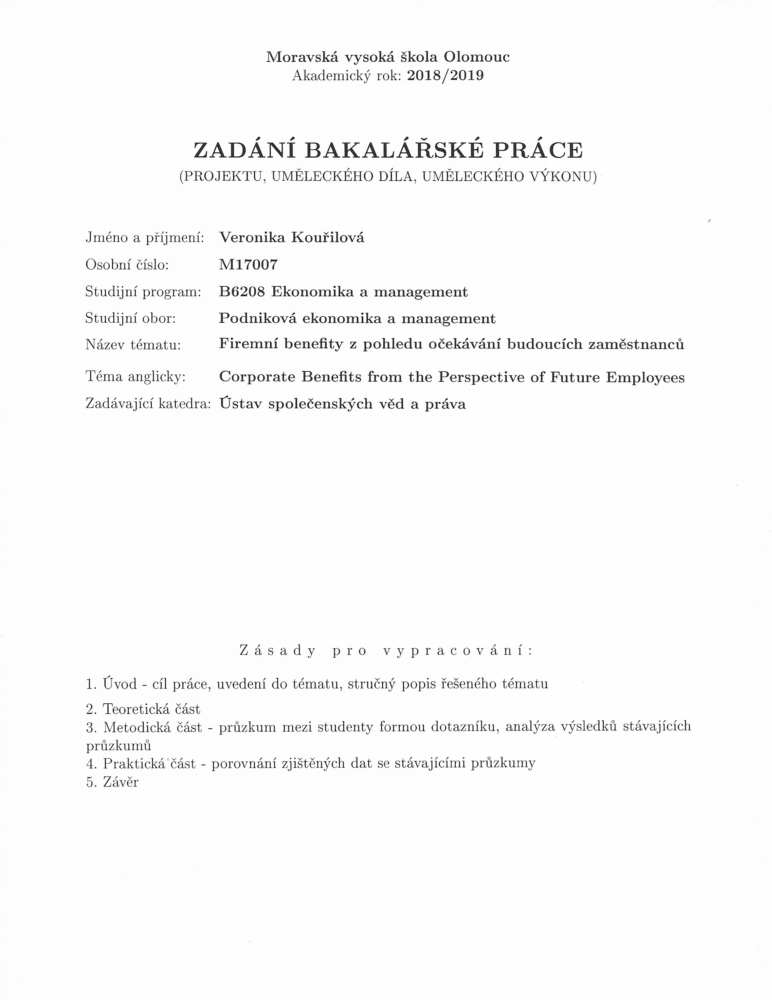 Moravská vysoká škola Olomouc
Akademický rok: 2018/2019
ZADÁNÍ BAKALÁŘSKÉ PRÁCE
(PROJEKTU, UMĚLECKÉHO DÍLA, UMĚLECKÉHO VÝKONU)
Jméno a příjmení: Veronika Kouřilová
Osobní číslo: M17007
Studijní program: B6208 Ekonomika a management
Studijní obor: Podniková ekonomika a management
Název tématu: Firemní benefity z pohledu očekávání budoucích zaměstnanců
Téma anglicky: Corporate Benefits from the Perspective of Future Employees
Zadávající katedra: Ústav společenských věd a práva
Zásady pro vypracování:
1. Úvod - cíl práce, uvedení do tématu, stručný popis řešeného tématu
2. Teoretická část
3. Metodická část - průzkum mezi studenty formou dotazníku, analýza výsledků stávajících
průzkumů
4. Praktická část - porovnání zjištěných dat se stávajícími průzkumy
5. Závěr